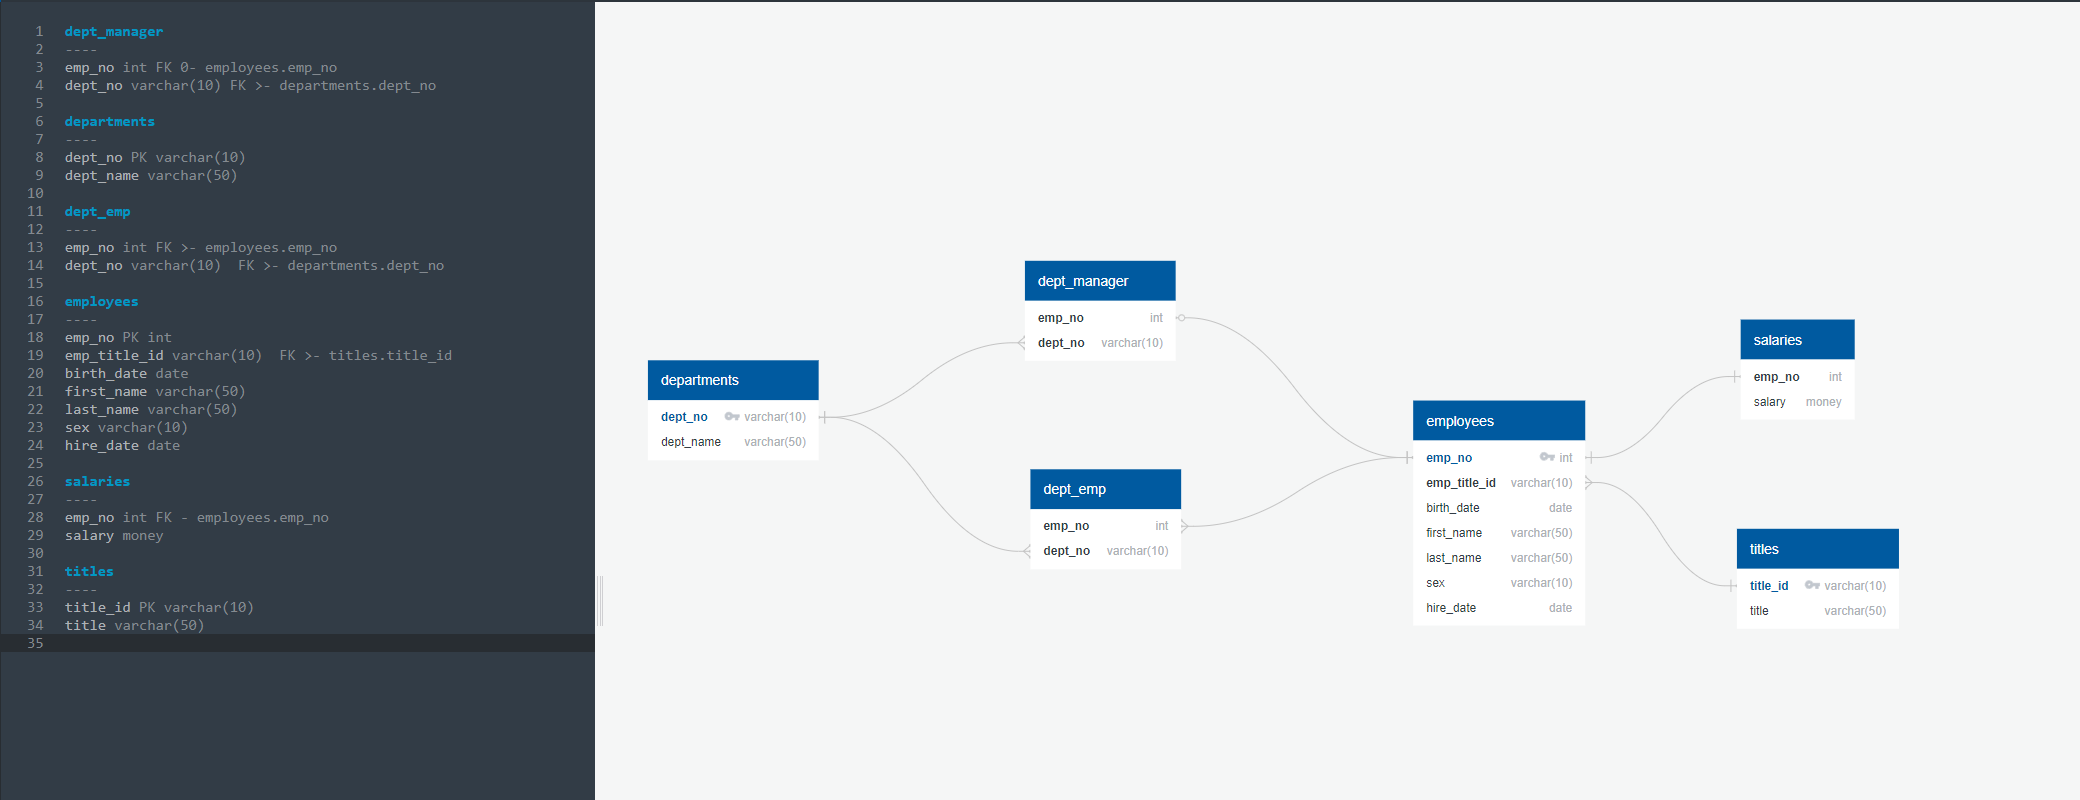 1 dept_manager
2 ----
3 emp_no int FK 0- employees.emp_no
4 dept_no varchar(10) FK >- departments.dept_no
5
6 departments
7 ----
8 dept_no PK varchar(10)
9 dept_name varchar(50)
10
11 dept_emp
12 ----
13 emp_no int FK >- employees.emp_no
14 dept_no varchar(10)  FK >- departments.dept_no
15
16 employees
17 ----
18 emp_no PK int
19 emp_title_id varchar(10)  FK >- titles.title_id
20 birth_date date
21 first_name varchar(50)
22 last_name varchar(50)
23 sex varchar(10)
24 hire_date date
25
26 salaries
27 ----
28 emp_no int FK - employees.emp_no
29 salary money
30
31 titles
32 ----
33 title_id PK varchar(10)
34 title varchar(50)
35
departments
dept_no varchar(10)
dept_name varchar(50)
dept_manager
emp_no int
dept_no varchar(10)
dept_emp
emp_no int
dept_no varchar(10)
employees
emp_no int
emp_title_id varchar(10)
birth_date date
first_name varchar(50)
last_name varchar(50)
sex varchar(10)
hire_date date
salaries
emp_no int
salary money
titles
title_id varchar(10)
title varchar(50)